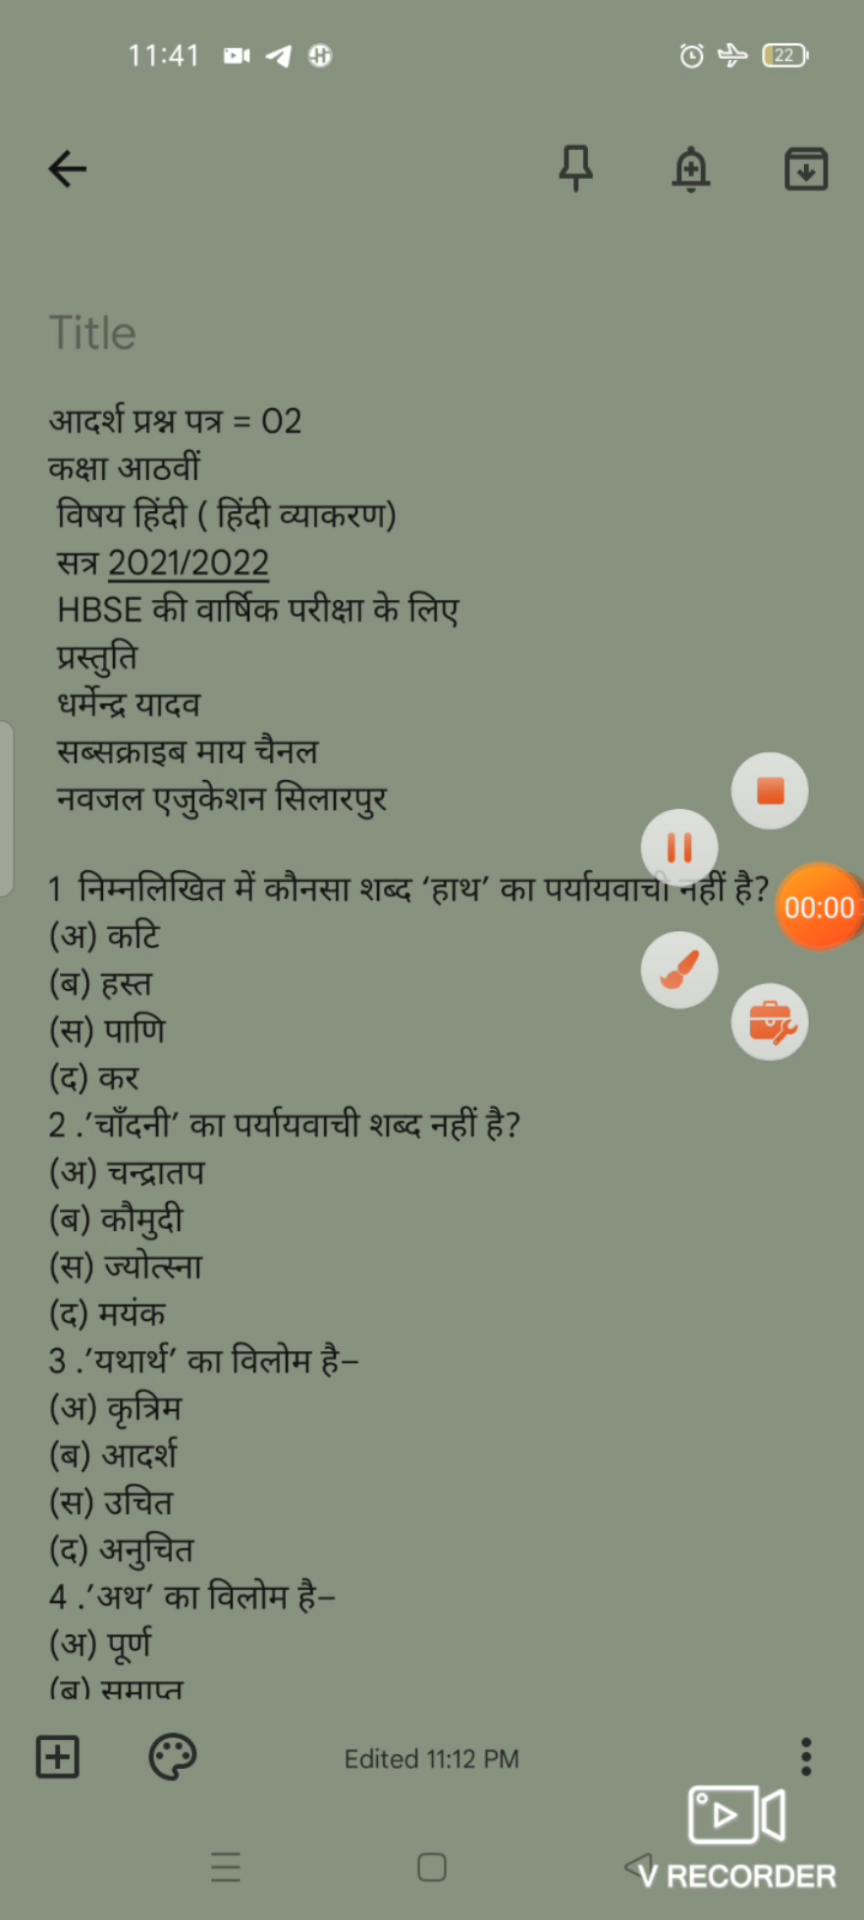 11:41
22
Title
आदर्श प्रश्न पत्र = 02
कक्षा आठवीं
विषय हिंदी ( हिंदी व्याकरण)
सत्र 2021/2022
HBSE की वार्षिक परीक्षा के लिए
प्रस्तुति
धर्मेन्द्र यादव
सब्सक्राइब माय चैनल
नवजल एजुकेशन सिलारपुर
1 निम्नलिखित में कौनसा शब्द ‘हाथ’ का पर्यायवाची नहीं है?
00:00
(अ) कटि
(ब) हस्त
(स) पाणि
(द) कर
2 .’चाँदनी’ का पर्यायवाची शब्द नहीं है?
(अ) चन्द्रातप
(ब) कौमुदी
(स) ज्योत्स्ना
(द) मयंक
3 .’यथार्थ’ का विलोम है–
(अ) कृत्रिम
(ब) आदर्श
(स) उचित
(द) अनुचित
4 .’अथ’ का विलोम है–
(अ) पूर्ण
(ब) समाप्त
Edited 11:12 PM
V RECORDER